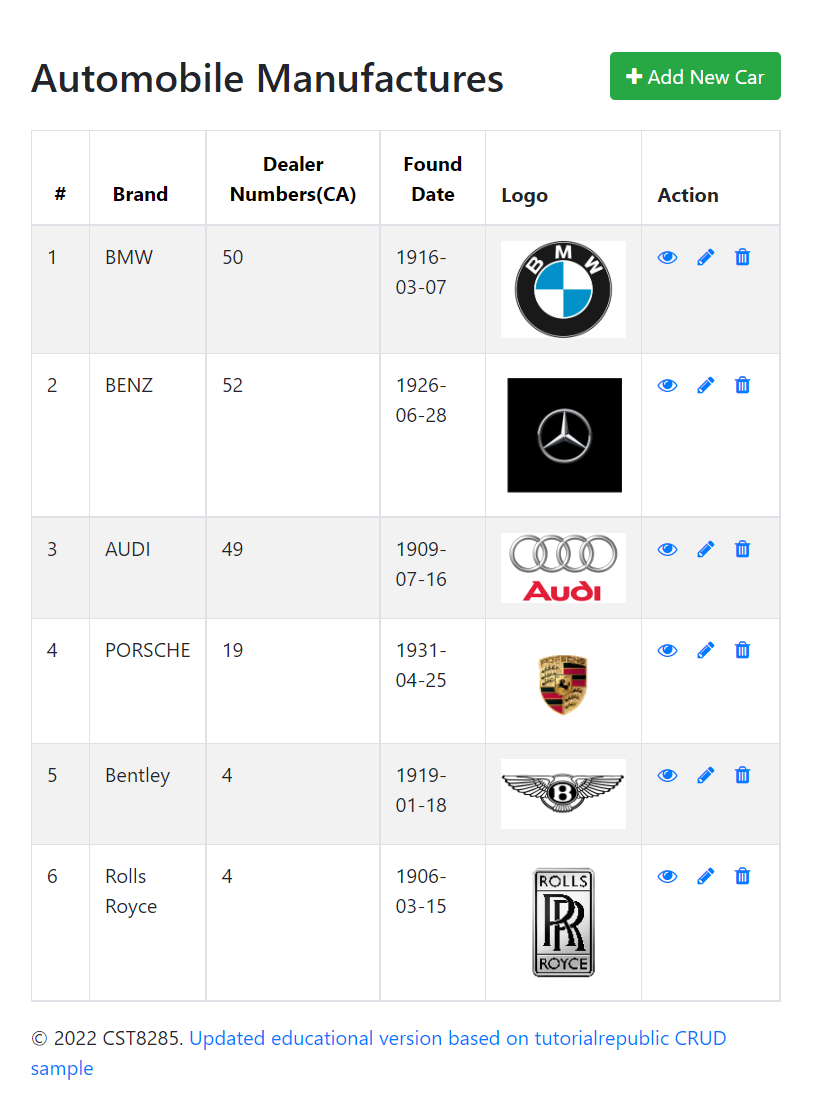 Automobile Manufactures
Add New Car
# Brand Dealer Numbers(CA) Found Date Logo Action
1 BMW 50 1916-03-07 BMW
2 BENZ 52 1926-06-28
3 AUDI 49 1909-07-16 Audi
4 PORSCHE 19 1931-04-25 PORSCHE
5 Bentley 4 1919-01-18 B
6 Rolls Royce 4 1906-03-15 ROLLS RR ROYCE
© 2022 CST8285. Updated educational version based on tutorialrepublic CRUD
sample